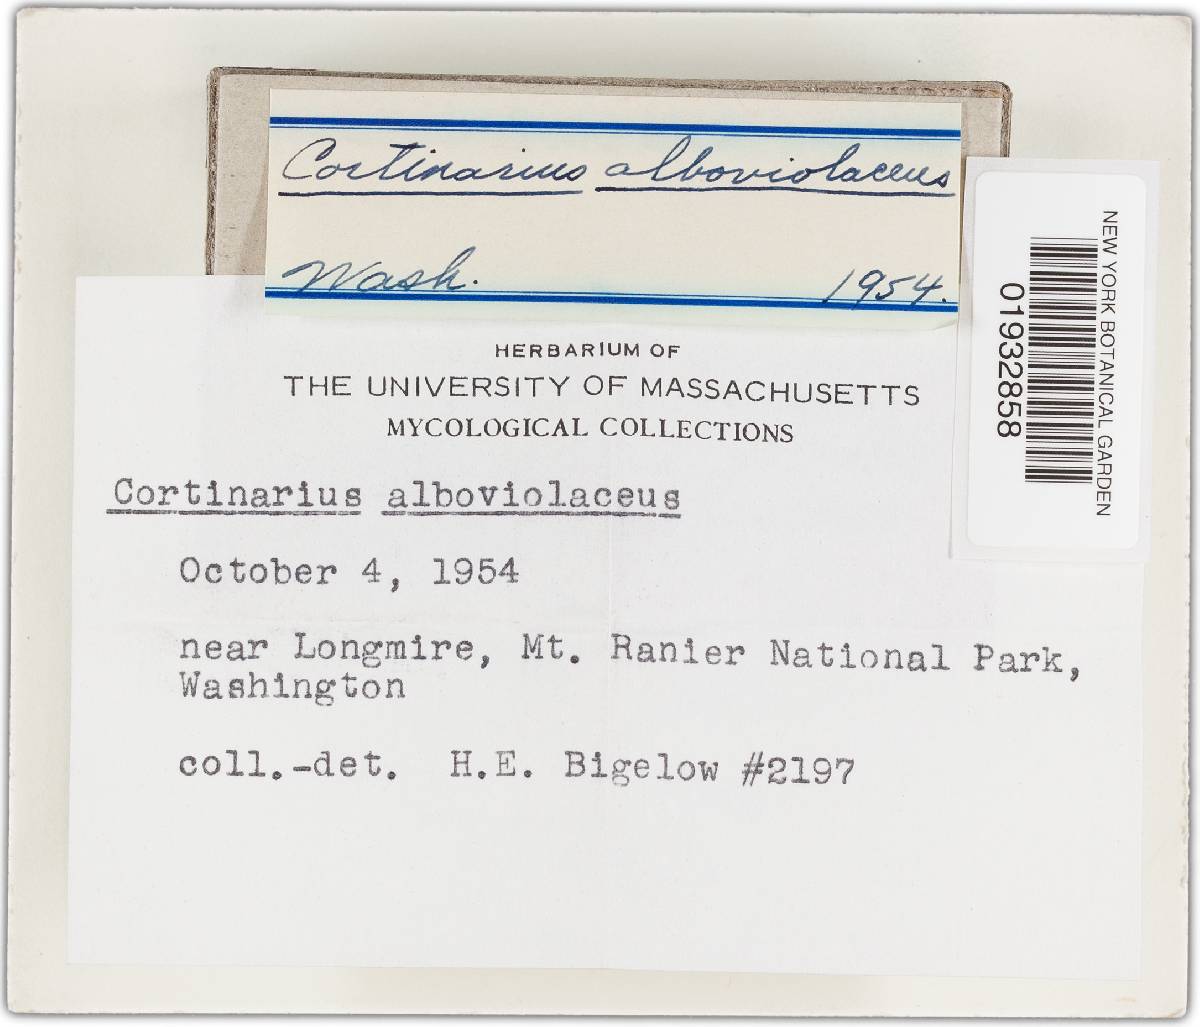 Cortinarius alboviolaceus
Wash. 1954.
NEW YORK BOTANICAL GARDEN
01932858
HERBARIUM OF
THE UNIVERSITY OF MASSACHUSETTS
MYCOLOGICAL COLLECTIONS
Cortinarius alboviolaceus
October 4, 1954
near Longmire, Mt. Ranier National Park,
Washington
coll.-det. H.E. Bigelow #2197